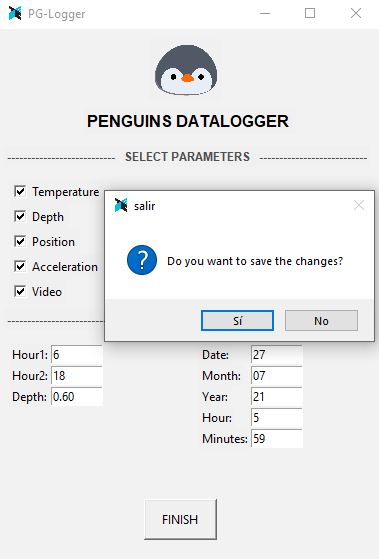 PG-Logger
PENGUINS DATALOGGER
SELECT PARAMETERS
Temperature
Depth
Position
Acceleration
Video
salir
Do you want to save the changes?
Sí No
Hour1: 6
Hour2: 18
Depth: 0.60
Date: 27
Month: 07
Year: 21
Hour: 5
Minutes: 59
FINISH